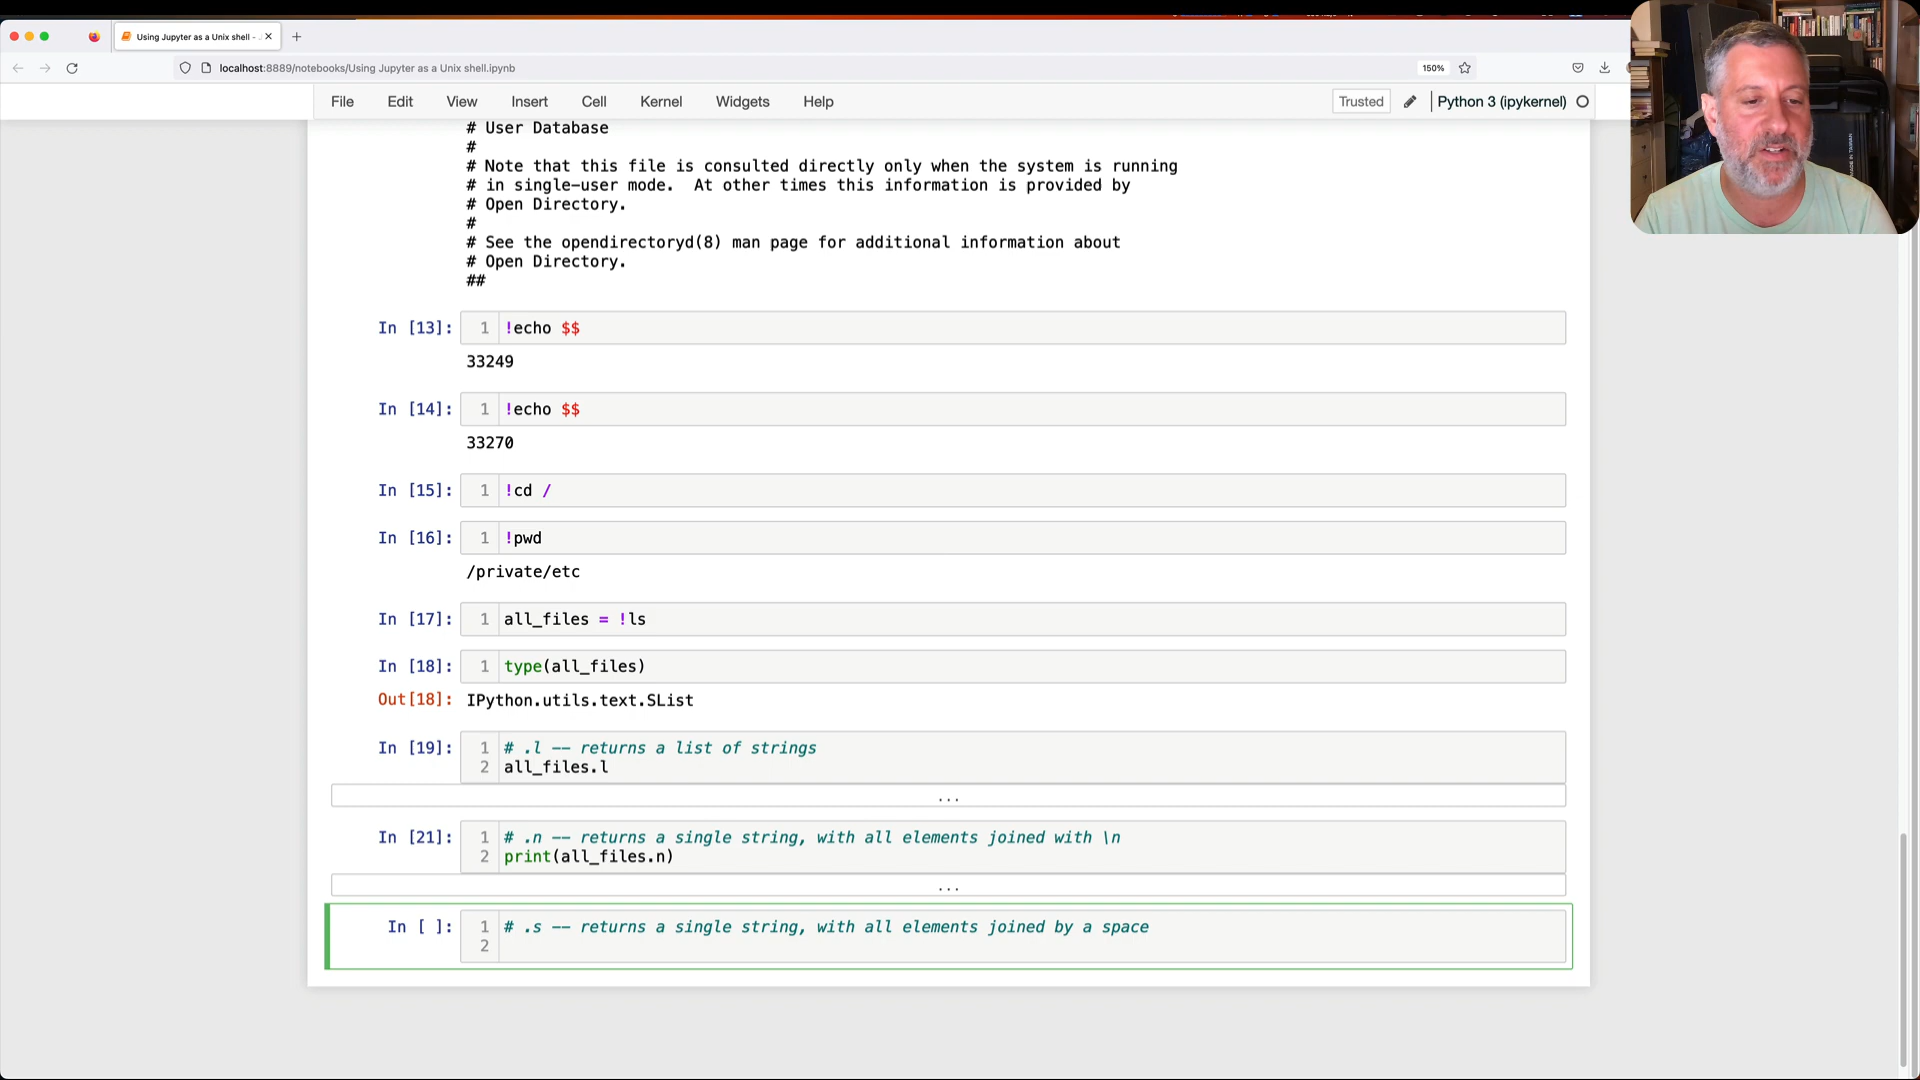 Using Jupyter as a Unix shell -
localhost:8889/notebooks/Using Jupyter as a Unix shell.ipynb
150%
File Edit View Insert Cell Kernel Widgets Help
Trusted
Python 3 (ipykernel)
# User Database
#
# Note that this file is consulted directly only when the system is running
# in single-user mode.  At other times this information is provided by
# Open Directory.
#
# See the opendirectoryd(8) man page for additional information about
# Open Directory.
##
In [13]: 1 !echo $$
33249
In [14]: 1 !echo $$
33270
In [15]: 1 !cd /
In [16]: 1 !pwd
/private/etc
In [17]: 1 all_files = !ls
In [18]: 1 type(all_files)
Out[18]: IPython.utils.text.SList
In [19]: 1 # .l -- returns a list of strings
2 all_files.l
...
In [21]: 1 # .n -- returns a single string, with all elements joined with \n
2 print(all_files.n)
...
In [ ]: 1 # .s -- returns a single string, with all elements joined by a space
2